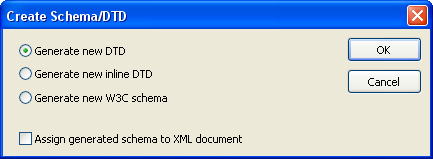 Create Schema/DTD
Generate new DTD
OK
Generate new inline DTD
Cancel
Generate new W3C schema
Assign generated schema to XML document